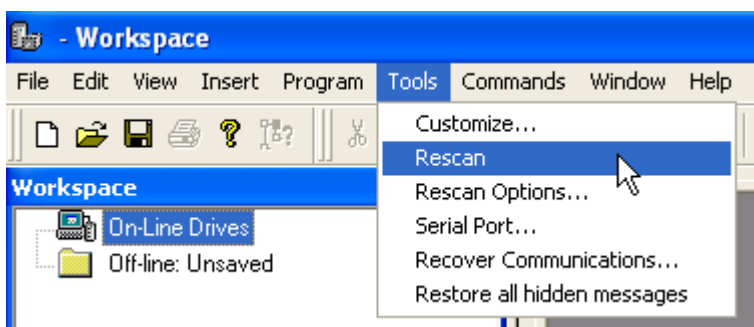 - Workspace
File Edit View Insert Program Tools Commands Window Help
Customize...
Rescan
Workspace
Rescan Options...
On-Line Drives
Serial Port...
Off-line: Unsaved
Recover Communications...
Restore all hidden messages